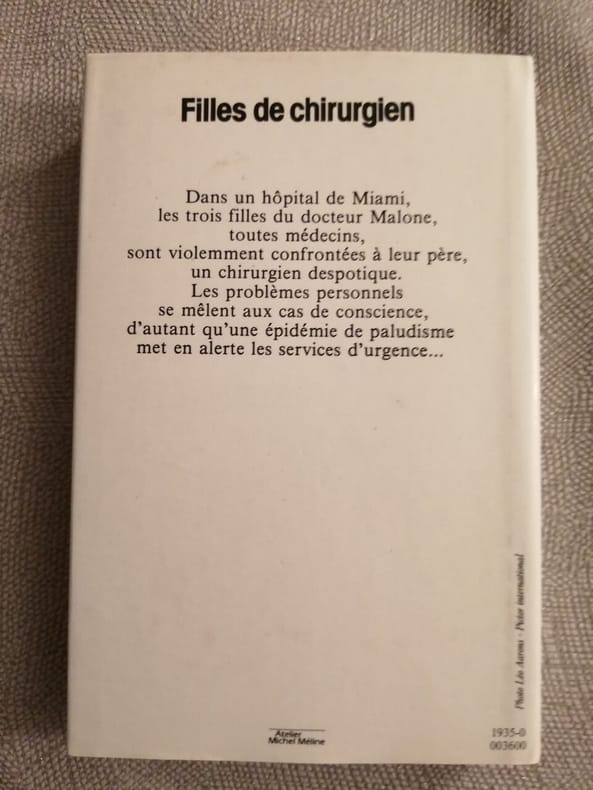 Filles de chirurgien
Dans un hôpital de Miami,
les trois filles du docteur Malone,
toutes médecins,
sont violemment confrontées à leur père,
un chirurgien despotique.
Les problèmes personnels
se mêlent aux cas de conscience,
d'autant qu'une épidémie de paludisme
met en alerte les services d'urgence...
Photo Léo Aarons - Pictor international
Atelier
Michel Méline
1935-0
003600